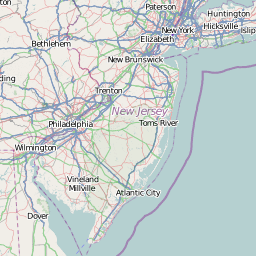 Paterson
Huntington
New York
Hicksville
Islip
Elizabeth
Bethlehem
New Brunswick
ding
Trenton
New Jersey
Philadelphia
Toms River
Wilmington
Vineland
Millville
Atlantic City
Dover